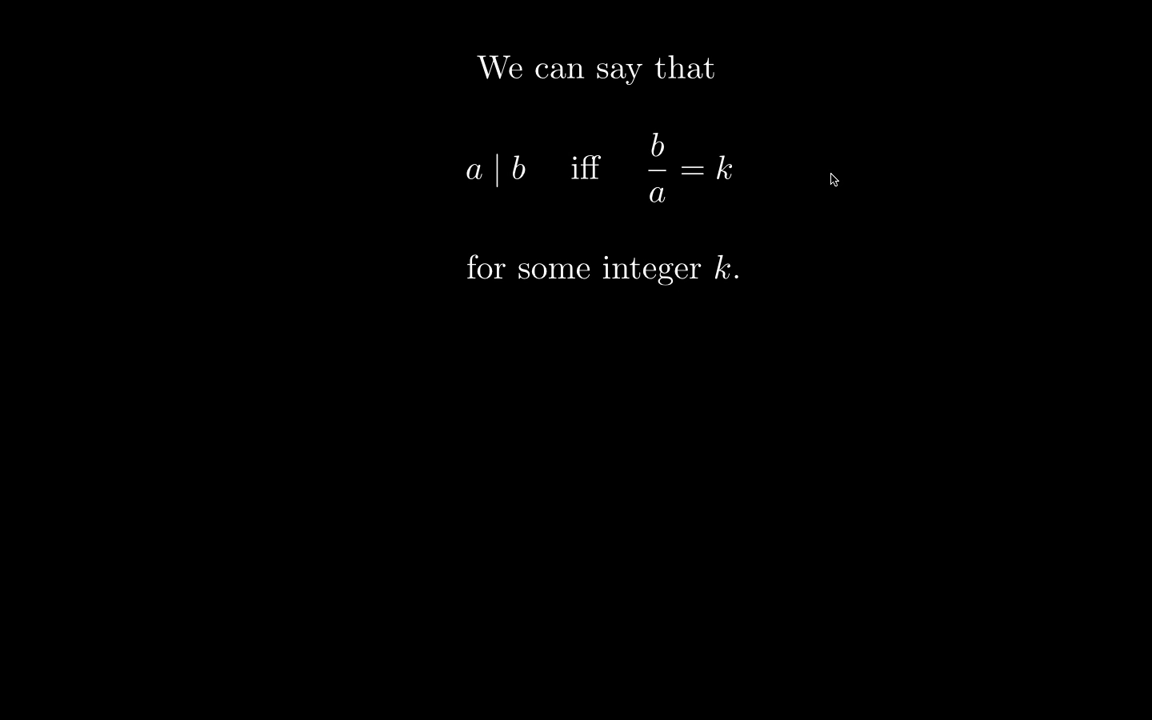 We can say that
a | b iff b/a = k
for some integer k.